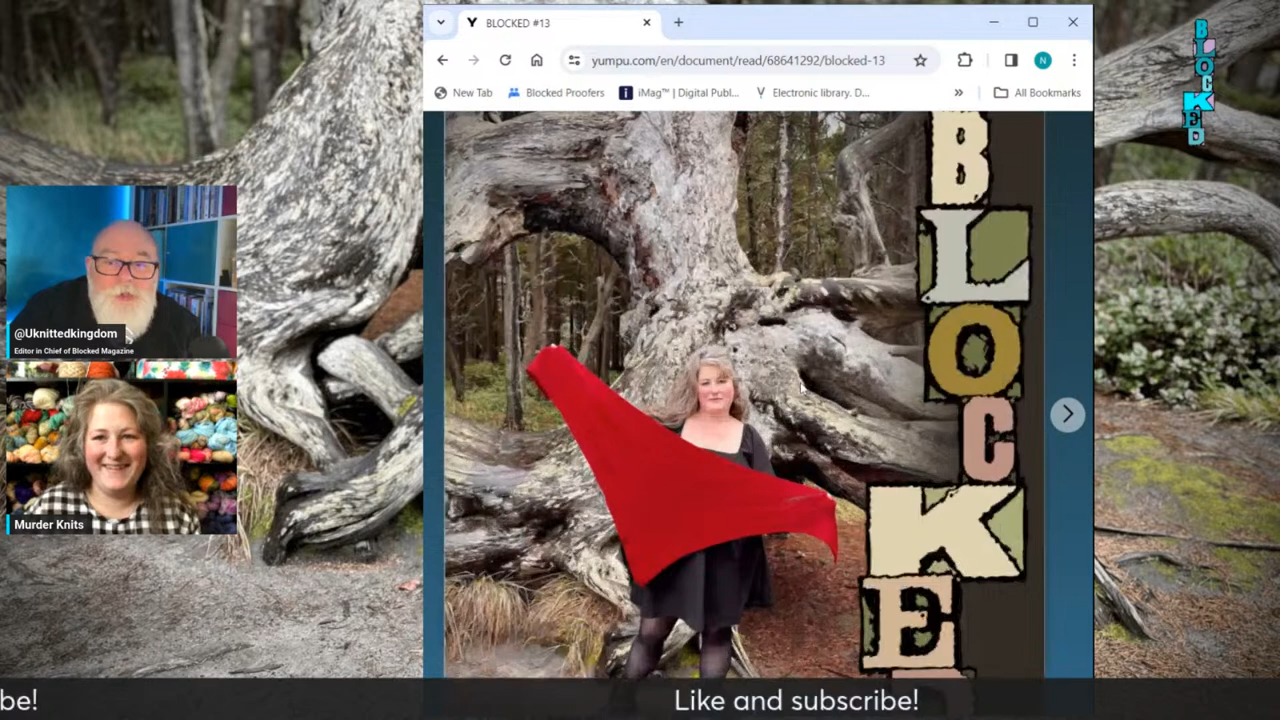 BLOCKED #13
yumpu.com/en/document/read/68641292/blocked-13
N
New Tab
Blocked Proofers
iMag™ | Digital Publ...
Electronic library. D...
»
All Bookmarks
BLOCKED
@Uknittedkingdom
Editor in Chief of Blocked Magazine
Murder Knits
BLOCKE
be!
Like and subscribe!